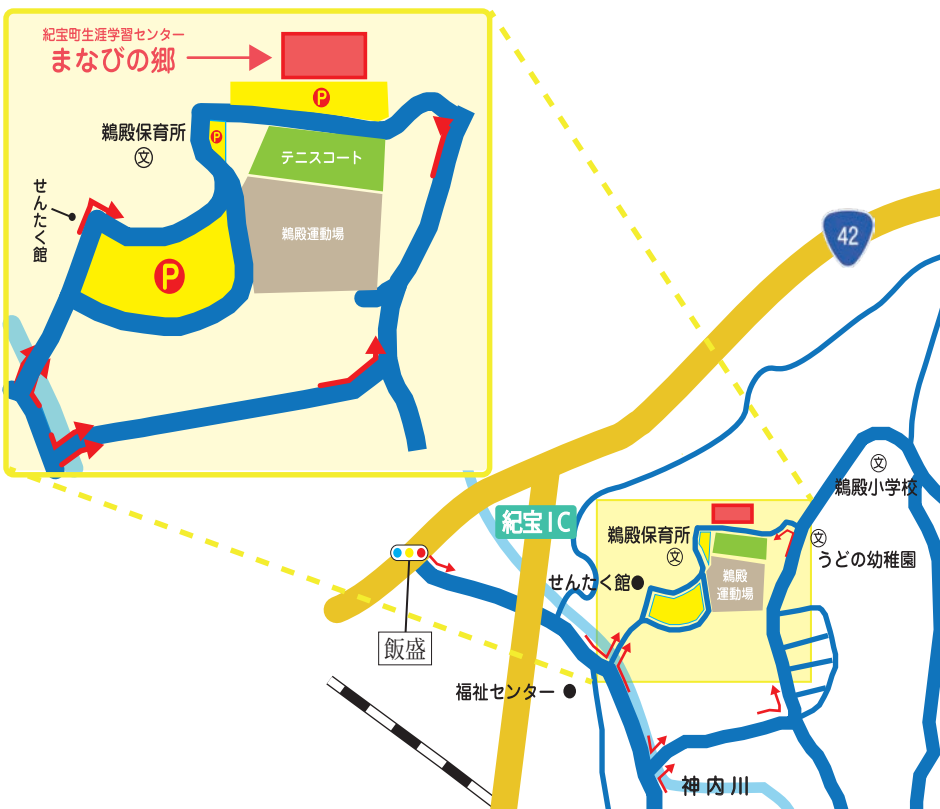 紀宝町生涯学習センター
まなびの郷
P
鵜殿保育所
文
P
テニスコート
せんたく館
鵜殿運動場
P
42
文
鵜殿小学校
紀宝IC
鵜殿保育所
文
文
うどの幼稚園
せんたく館
鵜殿
運動場
飯盛
福祉センター
神内川